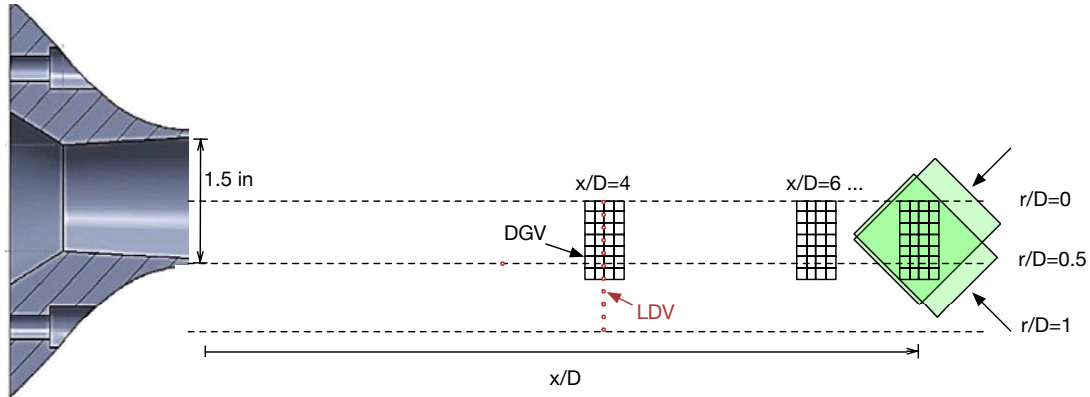 1.5 in
x/D=4
x/D=6 ...
r/D=0
DGV
r/D=0.5
LDV
r/D=1
x/D